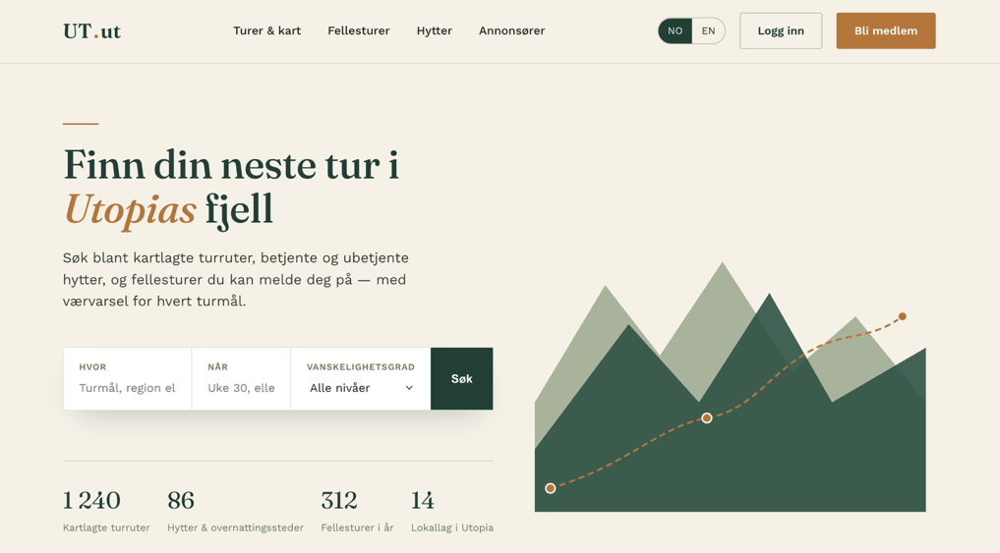 UT.ut
Turer & kart
Fellesturer
Hytter
Annonsører
NO
EN
Logg inn
Bli medlem
Finn din neste tur i
Utopias fjell
Søk blant kartlagte turruter, betjente og ubetjente
hytter, og fellesturer du kan melde deg på — med
værvarsel for hvert turmål.
HVOR
Turmål, region el
NÅR
Uke 30, elle
VANSKELIGHETSGRAD
Alle nivåer
Søk
1 240
Kartlagte turruter
86
Hytter & overnattingssteder
312
Fellesturer i år
14
Lokallag i Utopia